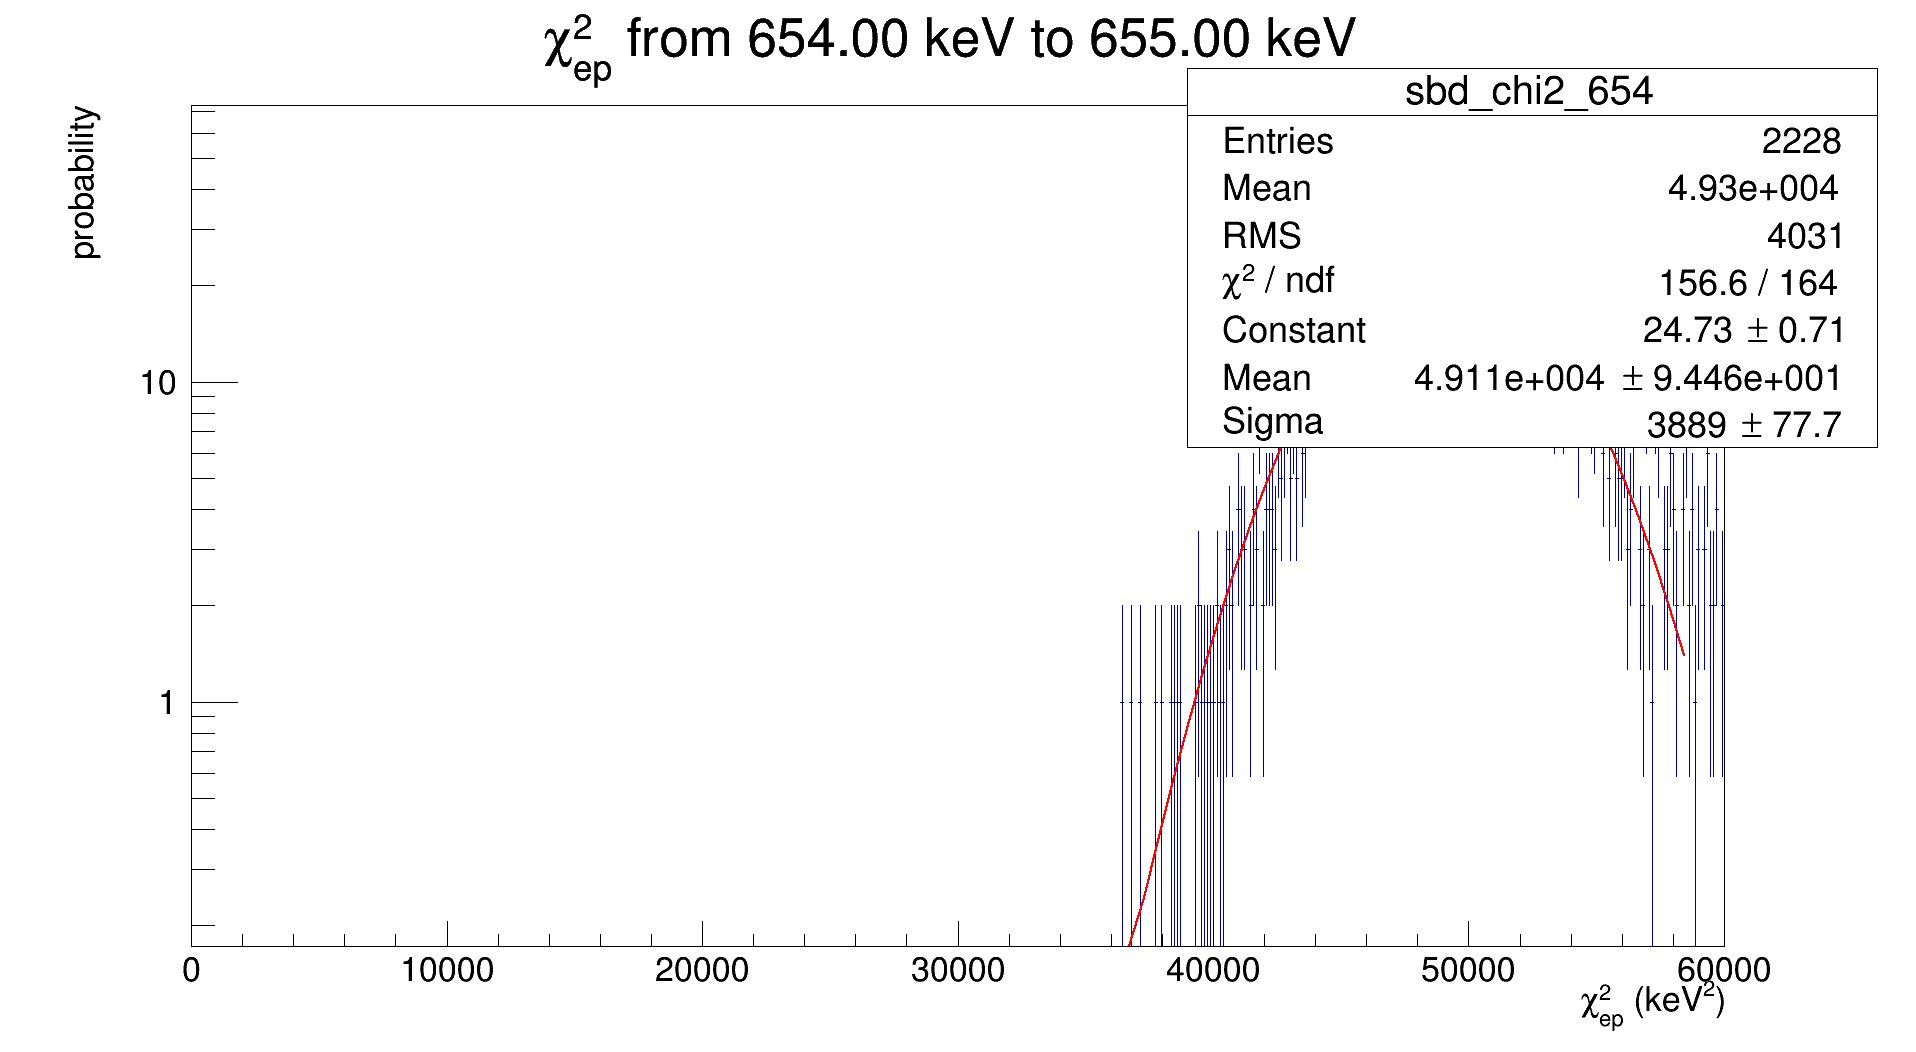 χ²ep from 654.00 keV to 655.00 keV
probability
sbd_chi2_654
Entries 2228
Mean 4.93e+004
RMS 4031
χ² / ndf 156.6 / 164
Constant 24.73 ± 0.71
Mean 4.911e+004 ± 9.446e+001
Sigma 3889 ± 77.7
10
1
0 10000 20000 30000 40000 50000 60000
χ²ep (keV²)